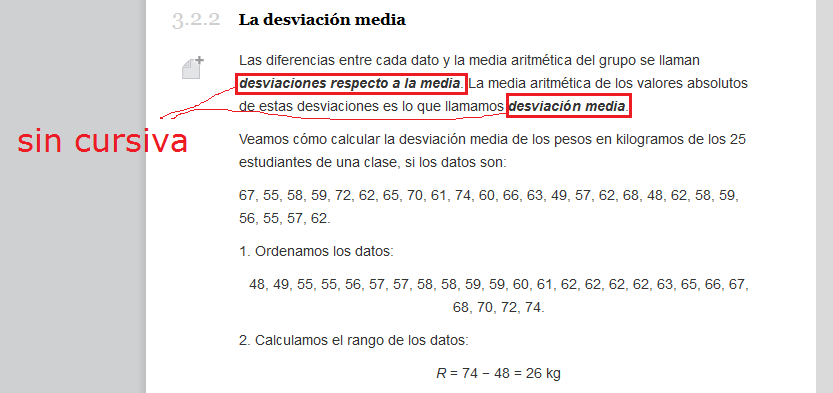 3.2.2 La desviación media
Las diferencias entre cada dato y la media aritmética del grupo se llaman
desviaciones respecto a la media. La media aritmética de los valores absolutos
de estas desviaciones es lo que llamamos desviación media.
sin cursiva
Veamos cómo calcular la desviación media de los pesos en kilogramos de los 25
estudiantes de una clase, si los datos son:
67, 55, 58, 59, 72, 62, 65, 70, 61, 74, 60, 66, 63, 49, 57, 62, 68, 48, 62, 58, 59,
56, 55, 57, 62.
1. Ordenamos los datos:
48, 49, 55, 55, 56, 57, 57, 58, 58, 59, 59, 60, 61, 62, 62, 62, 62, 63, 65, 66, 67,
68, 70, 72, 74.
2. Calculamos el rango de los datos:
R = 74 − 48 = 26 kg